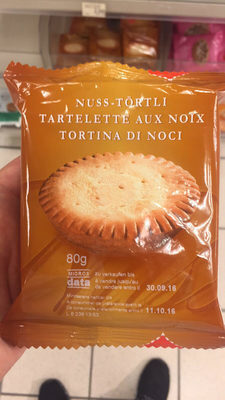 NUSS-TÖRTLI
TARTELETTE AUX NOIX
TORTINA DI NOCI
80g
MIGROS
data
zu verkaufen bis
à vendre jusqu'au
da vendere entro il
30.09.16
11.10.16